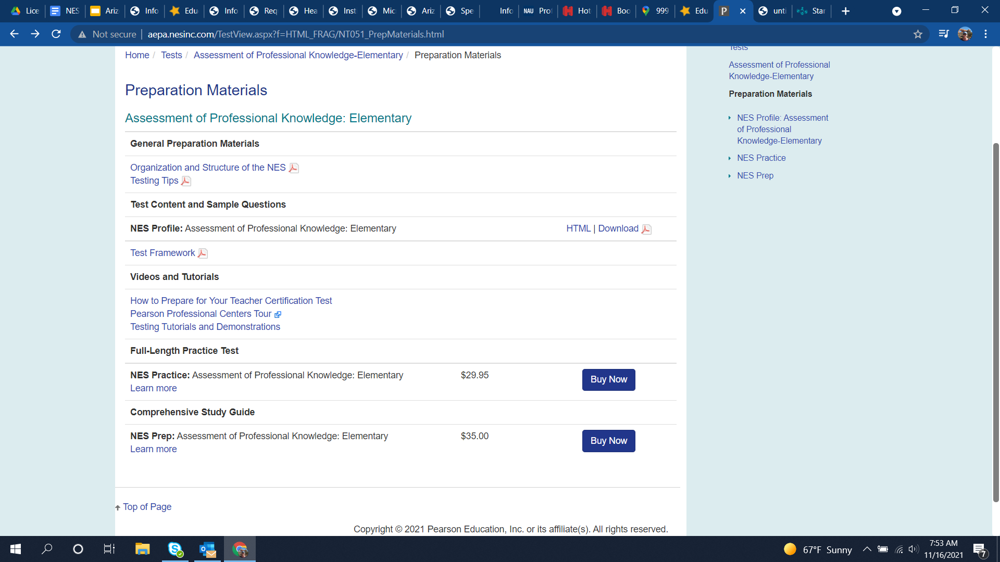 Lice
NES
Ariz
Info
Edu
Info
Req
Hea
Inst
Mic
Ariz
Spe
Info
NAU Pro
Hot
Boo
999
Edu
P
unti
Star
Not secure | aepa.nesinc.com/TestView.aspx?f=HTML_FRAG/NT051_PrepMaterials.html
Home / Tests / Assessment of Professional Knowledge-Elementary / Preparation Materials
Preparation Materials
Assessment of Professional Knowledge: Elementary
General Preparation Materials
Organization and Structure of the NES
Testing Tips
Test Content and Sample Questions
NES Profile: Assessment of Professional Knowledge: Elementary HTML | Download
Test Framework
Videos and Tutorials
How to Prepare for Your Teacher Certification Test
Pearson Professional Centers Tour
Testing Tutorials and Demonstrations
Full-Length Practice Test
NES Practice: Assessment of Professional Knowledge: Elementary $29.95 Buy Now
Learn more
Comprehensive Study Guide
NES Prep: Assessment of Professional Knowledge: Elementary $35.00 Buy Now
Learn more
Top of Page
Copyright © 2021 Pearson Education, Inc. or its affiliate(s). All rights reserved.
Tests
Assessment of Professional
Knowledge-Elementary
Preparation Materials
NES Profile: Assessment
of Professional
Knowledge-Elementary
NES Practice
NES Prep
67°F Sunny
7:53 AM
11/16/2021
7